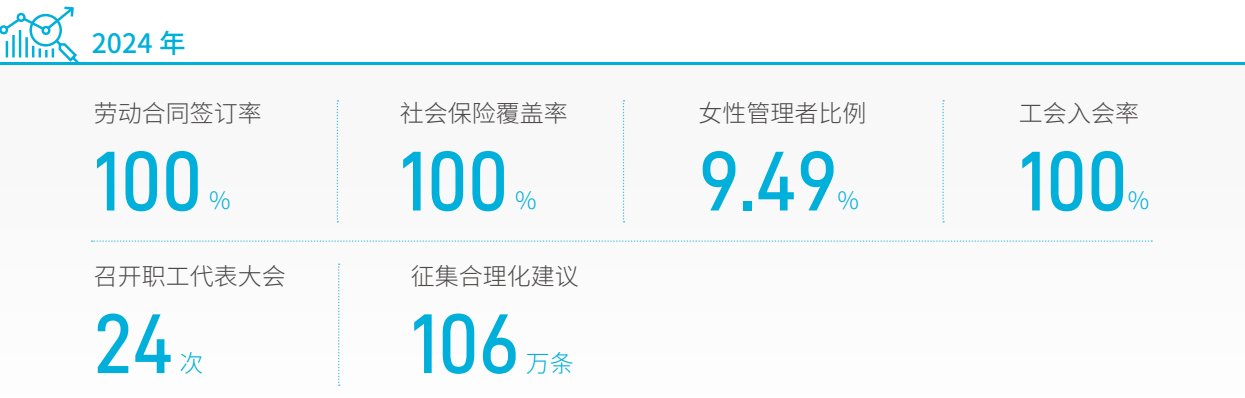 2024 年
劳动合同签订率
100 %
社会保险覆盖率
100 %
女性管理者比例
9.49%
工会入会率
100%
召开职工代表大会
24 次
征集合理化建议
106 万条